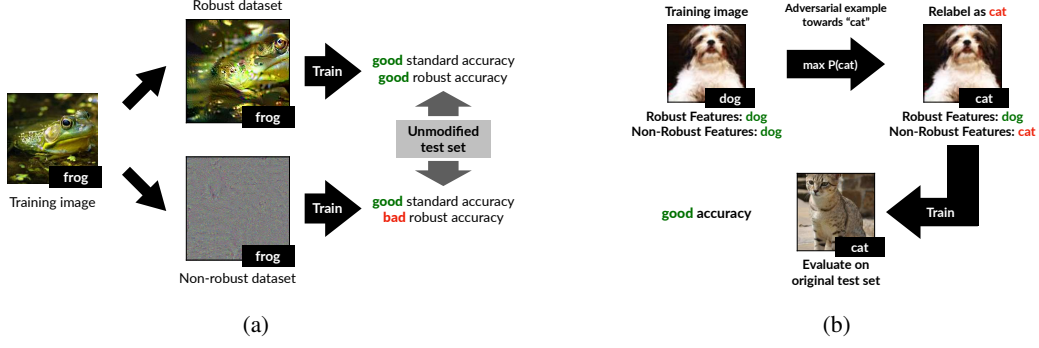 Robust dataset
frog
Train
good standard accuracy
good robust accuracy
frog
Training image
Unmodified
test set
frog
Non-robust dataset
Train
good standard accuracy
bad robust accuracy
(a)
Training image
dog
Robust Features: dog
Non-Robust Features: dog
Adversarial example
towards “cat”
max P(cat)
Relabel as cat
cat
Robust Features: dog
Non-Robust Features: cat
Train
good accuracy
cat
Evaluate on
original test set
(b)